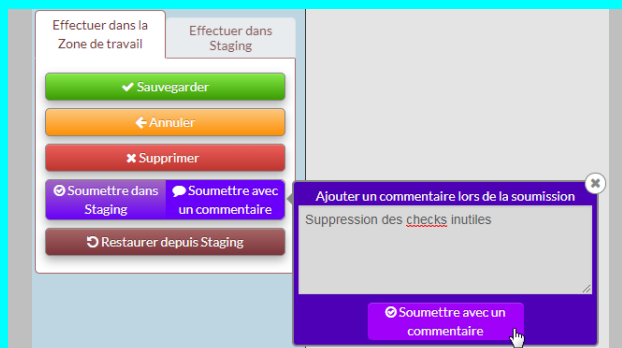 Effectuer dans la
Zone de travail
Effectuer dans
Staging
Sauvegarder
Annuler
Supprimer
Soumettre dans
Staging
Soumettre avec
un commentaire
Restaurer depuis Staging
Ajouter un commentaire lors de la soumission
Suppression des checks inutiles
Soumettre avec un
commentaire